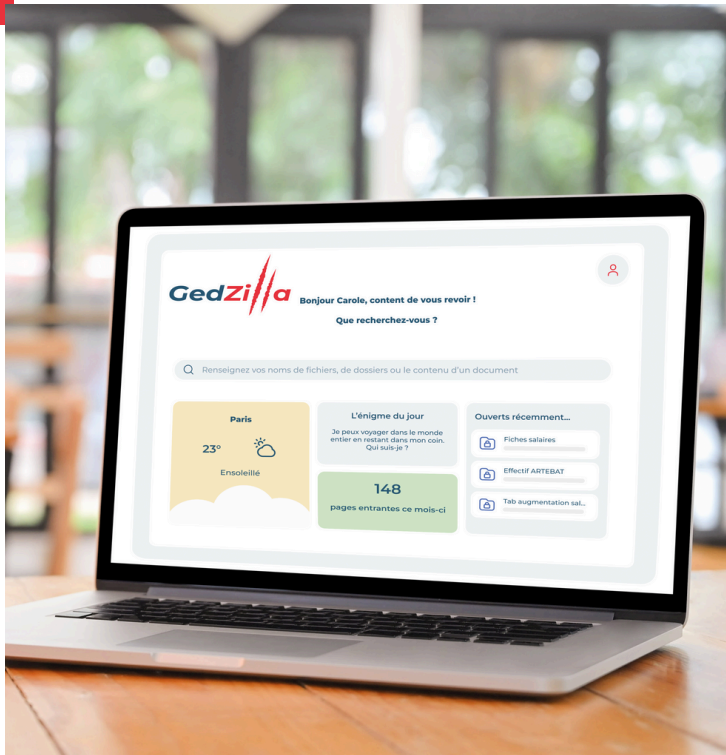 GedZilla
Bonjour Carole, content de vous revoir !
Que recherchez-vous ?
Renseignez vos noms de fichiers, de dossiers ou le contenu d'un document
Paris
23°
Ensoleillé
L'énigme du jour
Je peux voyager dans le monde
entier en restant dans mon coin.
Qui suis-je ?
148
pages entrantes ce mois-ci
Ouverts récemment...
Fiches salaires
Effectif ARTEBAT
Tab augmentation sal...